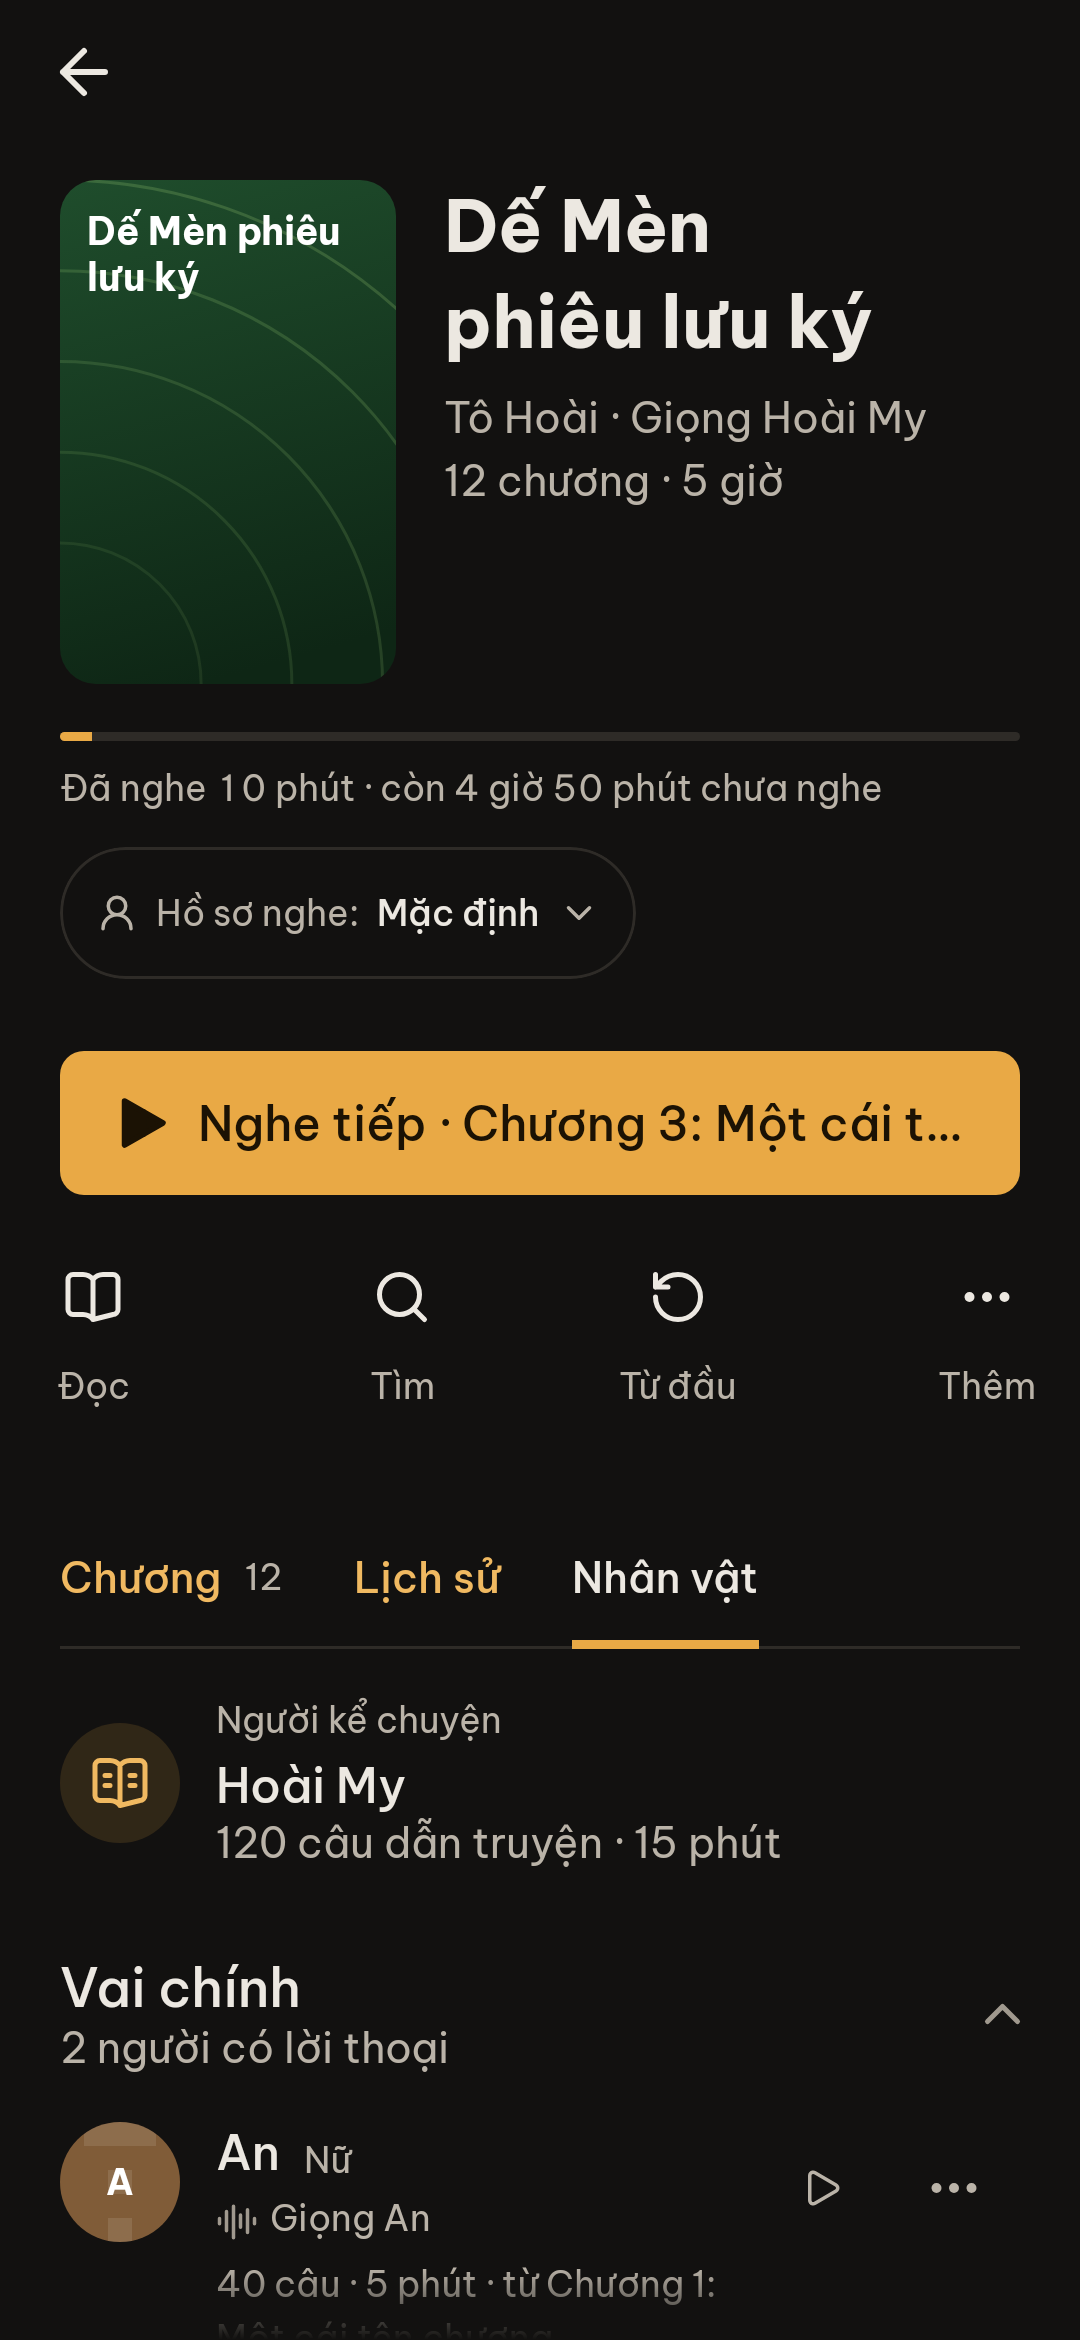 Dế Mèn phiêu
lưu ký
Dế Mèn
phiêu lưu ký
Tô Hoài · Giọng Hoài My
12 chương · 5 giờ
Đã nghe 10 phút · còn 4 giờ 50 phút chưa nghe
Hồ sơ nghe: Mặc định
Nghe tiếp · Chương 3: Một cái t...
Đọc
Tìm
Từ đầu
Thêm
Chương 12
Lịch sử
Nhân vật
Người kể chuyện
Hoài My
120 câu dẫn truyện · 15 phút
Vai chính
2 người có lời thoại
A
An Nữ
Giọng An
40 câu · 5 phút · từ Chương 1:
Một cái tên chương